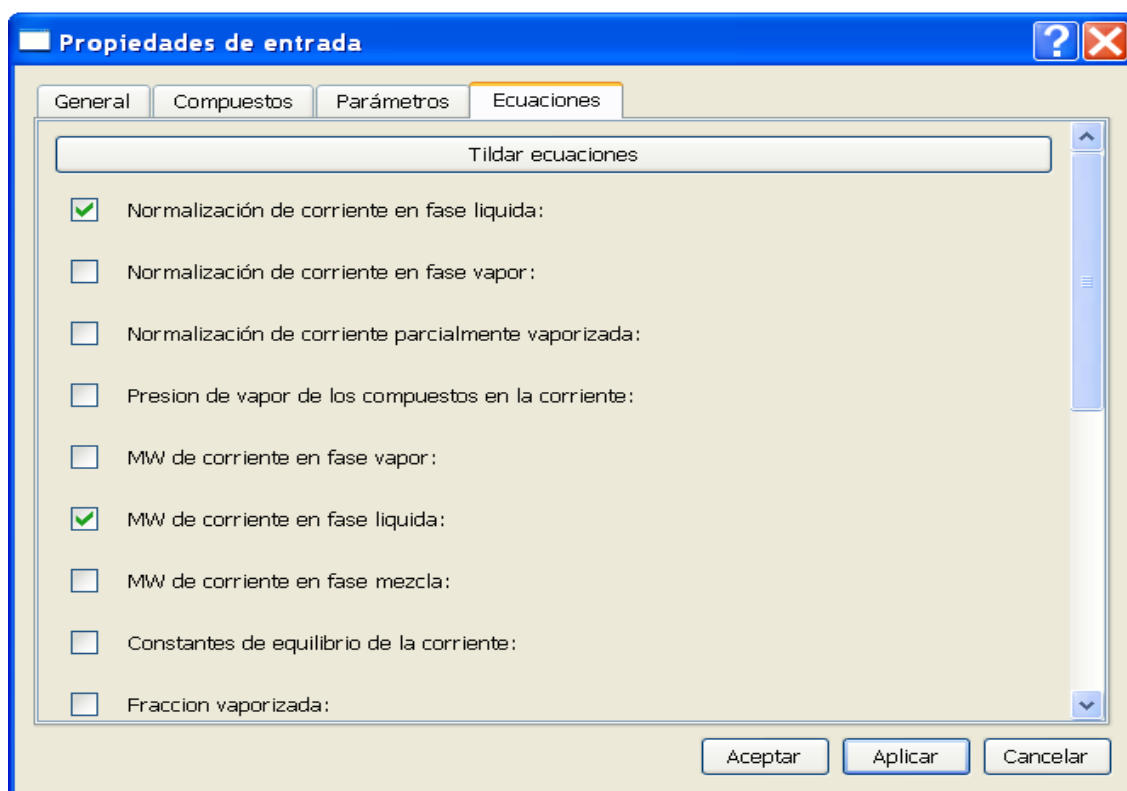 Propiedades de entrada
General Compuestos Parámetros Ecuaciones
Tildar ecuaciones
Normalización de corriente en fase liquida:
Normalización de corriente en fase vapor:
Normalización de corriente parcialmente vaporizada:
Presion de vapor de los compuestos en la corriente:
MW de corriente en fase vapor:
MW de corriente en fase liquida:
MW de corriente en fase mezcla:
Constantes de equilibrio de la corriente:
Fraccion vaporizada:
Aceptar Aplicar Cancelar